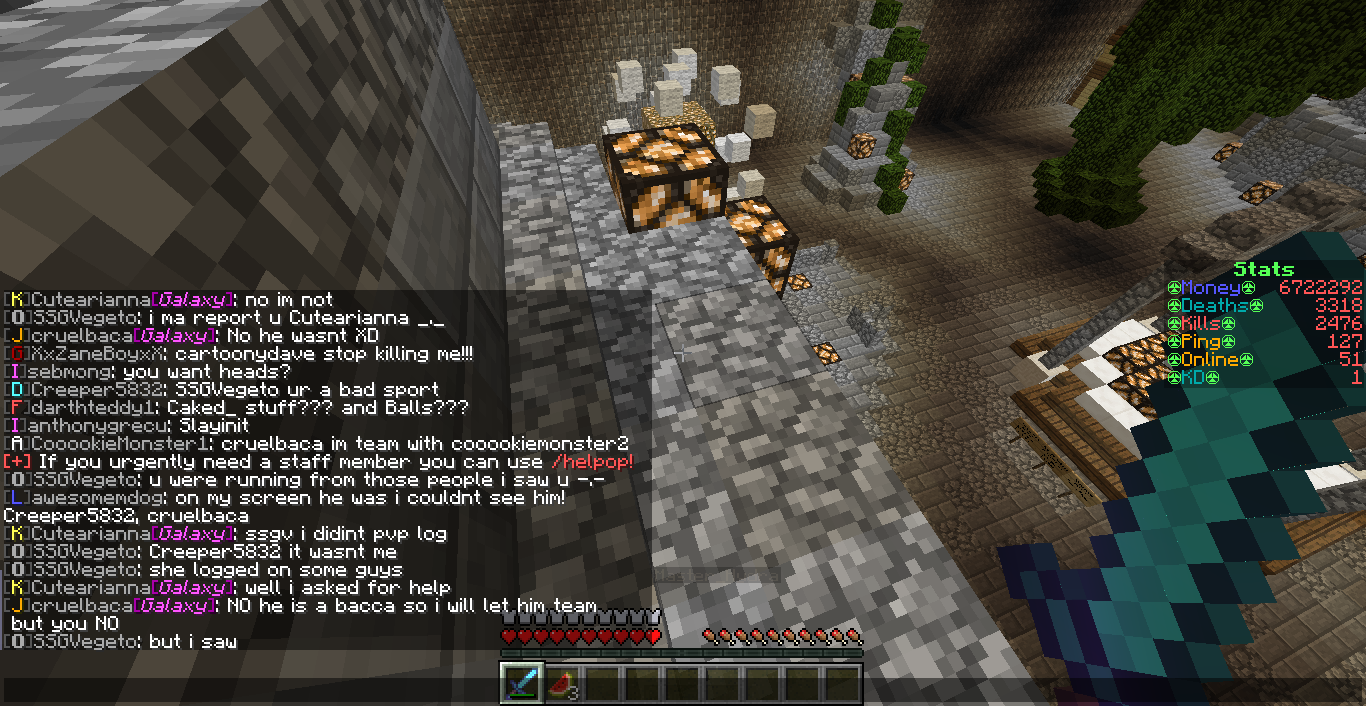 [K]Cutearianna[Galaxy]: no im not
[O]SSGVegeto: i ma report u Cutearianna _._
[J]cruelbaca[Galaxy]: No he wasnt XD
[G]XxZaneBoyxX: cartoonydave stop killing me!!!
[I]sebmong: you want heads?
[D]Creeper5832: SSGVegeto ur a bad sport
[F]darthteddy1: Caked_ stuff??? and Balls???
[I]anthonygrecu: Slayinit
[A]CooookieMonster1: cruelbaca im team with cooookiemonster2
[+] If you urgently need a staff member you can use /helpop!
[O]SSGVegeto: u were running from those people i saw u -.-
[L]awesomemdog: on my screen he was i couldnt see him!
Creeper5832, cruelbaca
[K]Cutearianna[Galaxy]: ssgv i didint pvp log
[O]SSGVegeto: Creeper5832 it wasnt me
[O]SSGVegeto: she logged on some guys
[K]Cutearianna[Galaxy]: well i asked for help
[J]cruelbaca[Galaxy]: NO he is a bacca so i will let him team
but you NO
[O]SSGVegeto: but i saw
Stats
Money 6722292
Deaths 3318
Kills 2476
Ping 127
Online 51
KD 1
3